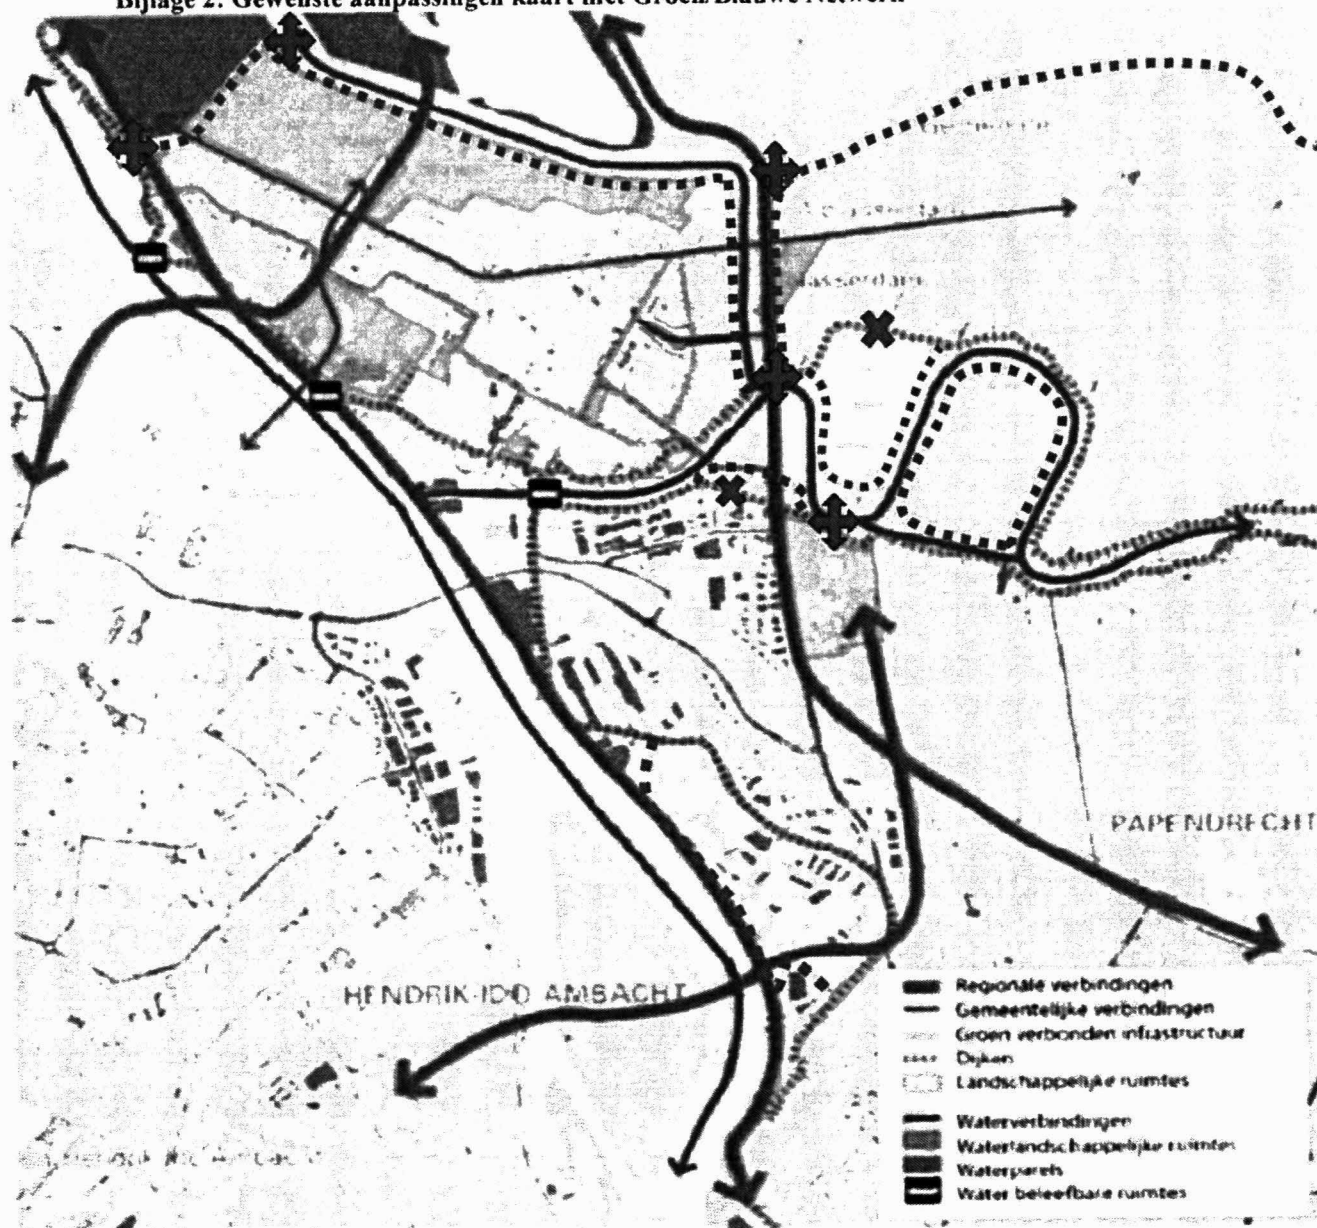 Bijlage 2: Gewenste aanpassingen kaart met Groen/Blauwe Netwerk
PAPENDRECHT
HENDRIK-IDO AMBACHT
Regionale verbindingen
Gemeentelijke verbindingen
Groen verbonden infrastructuur
Dijken
Landschappelijke ruimtes
Waterverbindingen
Waterlandschappelijke ruimtes
Waterparels
Water beleefbare ruimtes